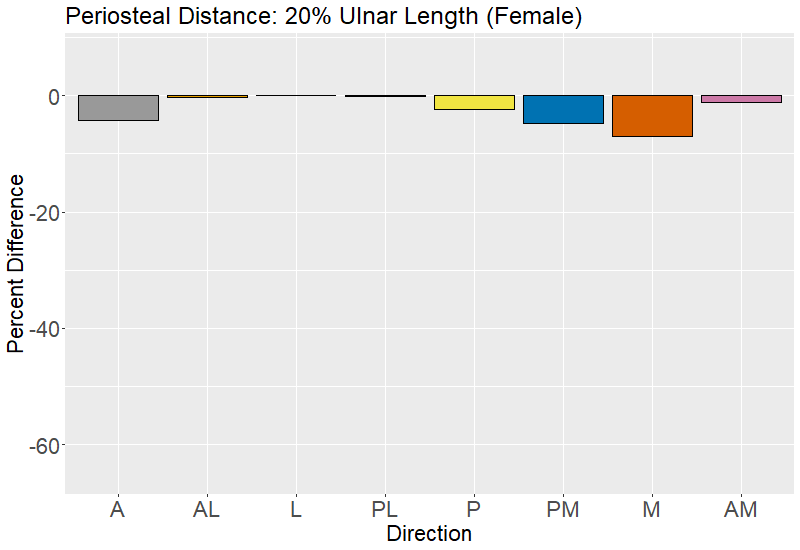 Periosteal Distance: 20% Ulnar Length (Female)
Percent Difference
0
-20
-40
-60
A AL L PL P PM M AM
Direction